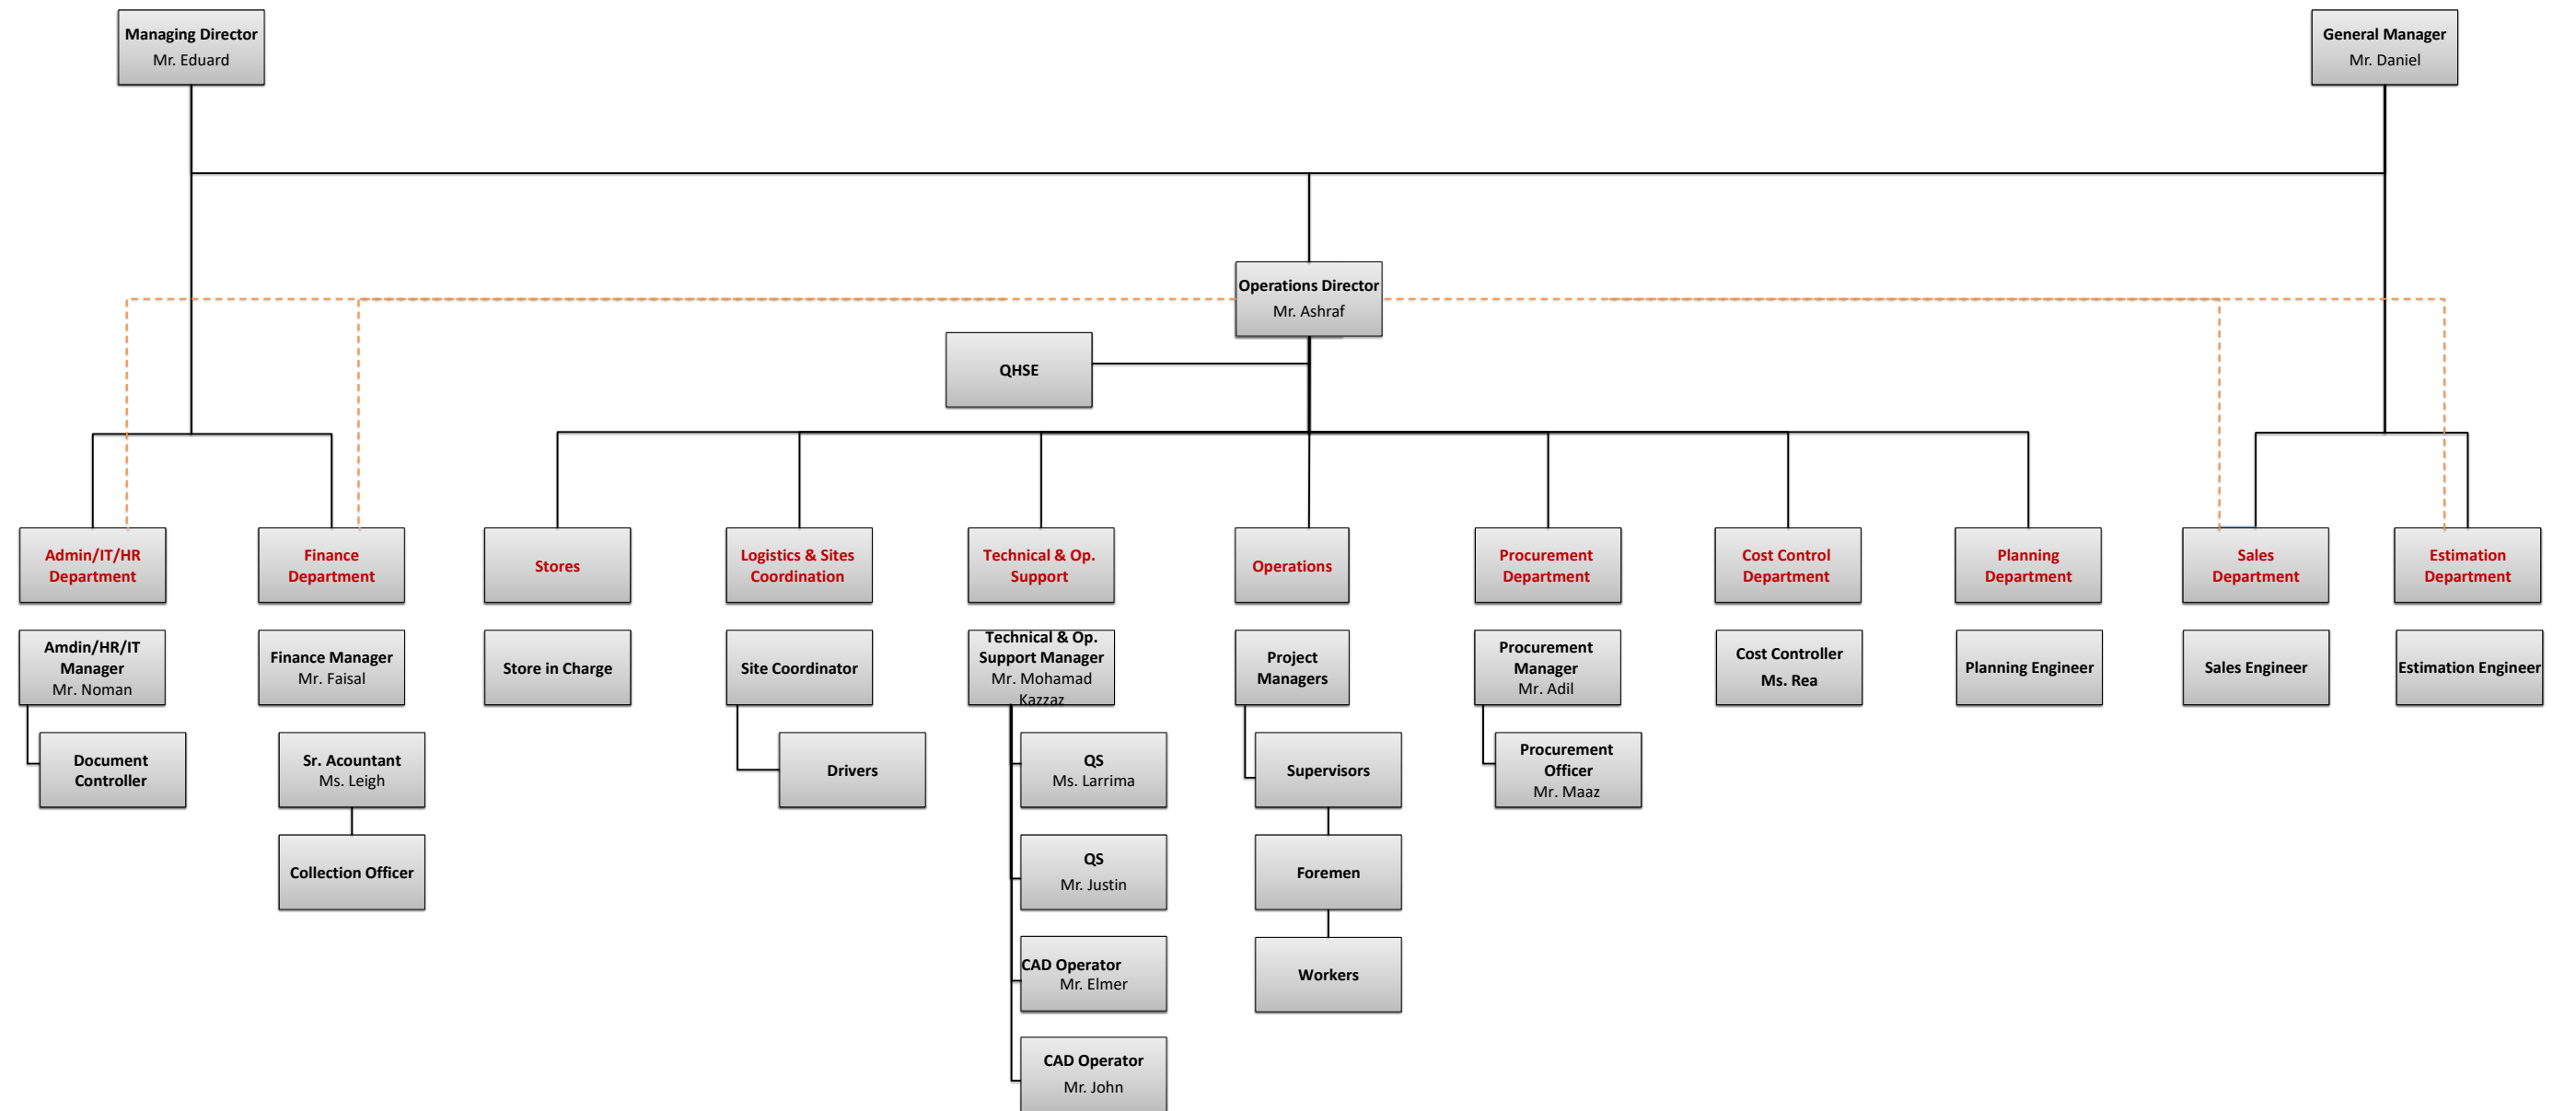 Managing Director
Mr. Eduard
General Manager
Mr. Daniel
Operations Director
Mr. Ashraf
QHSE
Admin/IT/HR
Department
Finance
Department
Stores
Logistics & Sites
Coordination
Technical & Op.
Support
Operations
Procurement
Department
Cost Control
Department
Planning
Department
Sales
Department
Estimation
Department
Amdin/HR/IT
Manager
Mr. Noman
Finance Manager
Mr. Faisal
Store in Charge
Site Coordinator
Technical & Op.
Support Manager
Mr. Mohamad
Kazzaz
Project
Managers
Procurement
Manager
Mr. Adil
Cost Controller
Ms. Rea
Planning Engineer
Sales Engineer
Estimation Engineer
Document
Controller
Sr. Acountant
Ms. Leigh
Drivers
QS
Ms. Larrima
Supervisors
Procurement
Officer
Mr. Maaz
Collection Officer
QS
Mr. Justin
Foremen
CAD Operator
Mr. Elmer
Workers
CAD Operator
Mr. John